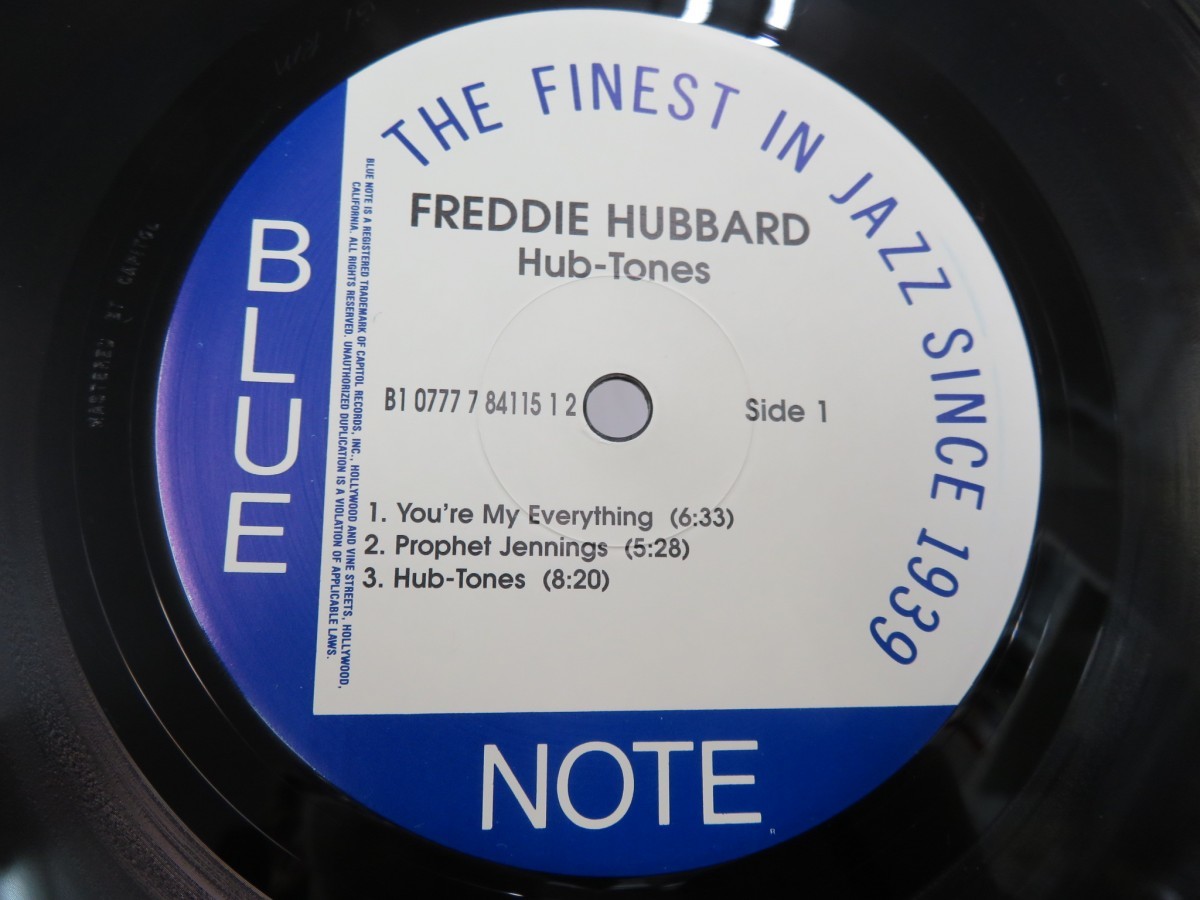 THE FINEST IN JAZZ SINCE 1939
FREDDIE HUBBARD
Hub-Tones
B1 0777 7 84115 1 2
Side 1
1. You're My Everything (6:33)
2. Prophet Jennings (5:28)
3. Hub-Tones (8:20)
BLUE
NOTE
BLUE NOTE IS A REGISTERED TRADEMARK OF CAPITOL RECORDS, INC., HOLLYWOOD AND VINE STREETS, HOLLYWOOD,
CALIFORNIA. ALL RIGHTS RESERVED. UNAUTHORIZED DUPLICATION IS A VIOLATION OF APPLICABLE LAWS.
MASTERED BY CAPITOL